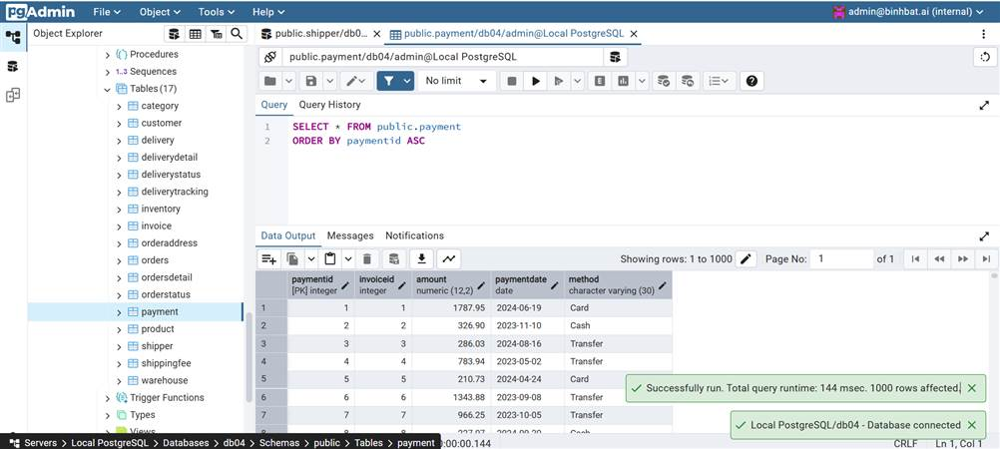 pgAdmin File Object Tools Help admin@binhbat.ai (internal)
Object Explorer
public.shipper/db0... public.payment/db04/admin@Local PostgreSQL
public.payment/db04/admin@Local PostgreSQL
No limit
Query Query History
1 SELECT * FROM public.payment
2 ORDER BY paymentid ASC
Procedures
1..3 Sequences
Tables (17)
category
customer
delivery
deliverydetail
deliverystatus
deliverytracking
inventory
invoice
orderaddress
orders
ordersdetail
orderstatus
payment
product
shipper
shippingfee
warehouse
Trigger Functions
Types
Views
Data Output Messages Notifications
Showing rows: 1 to 1000 Page No: 1 of 1
paymentid invoiceid amount paymentdate method
[PK] integer integer numeric (12,2) date character varying (30)
1 1 1 1787.95 2024-06-19 Card
2 2 2 326.90 2023-11-10 Cash
3 3 3 286.03 2024-08-16 Transfer
4 4 4 783.94 2023-05-02 Transfer
5 5 5 210.73 2024-04-24 Card
6 6 6 1343.88 2023-09-08 Transfer
7 7 7 966.25 2023-10-05 Transfer
8 8 8 Cash
Successfully run. Total query runtime: 144 msec. 1000 rows affected.
Local PostgreSQL/db04 - Database connected
Servers > Local PostgreSQL > Databases > db04 > Schemas > public > Tables > payment 00:00.144
CRLF Ln 1, Col 1